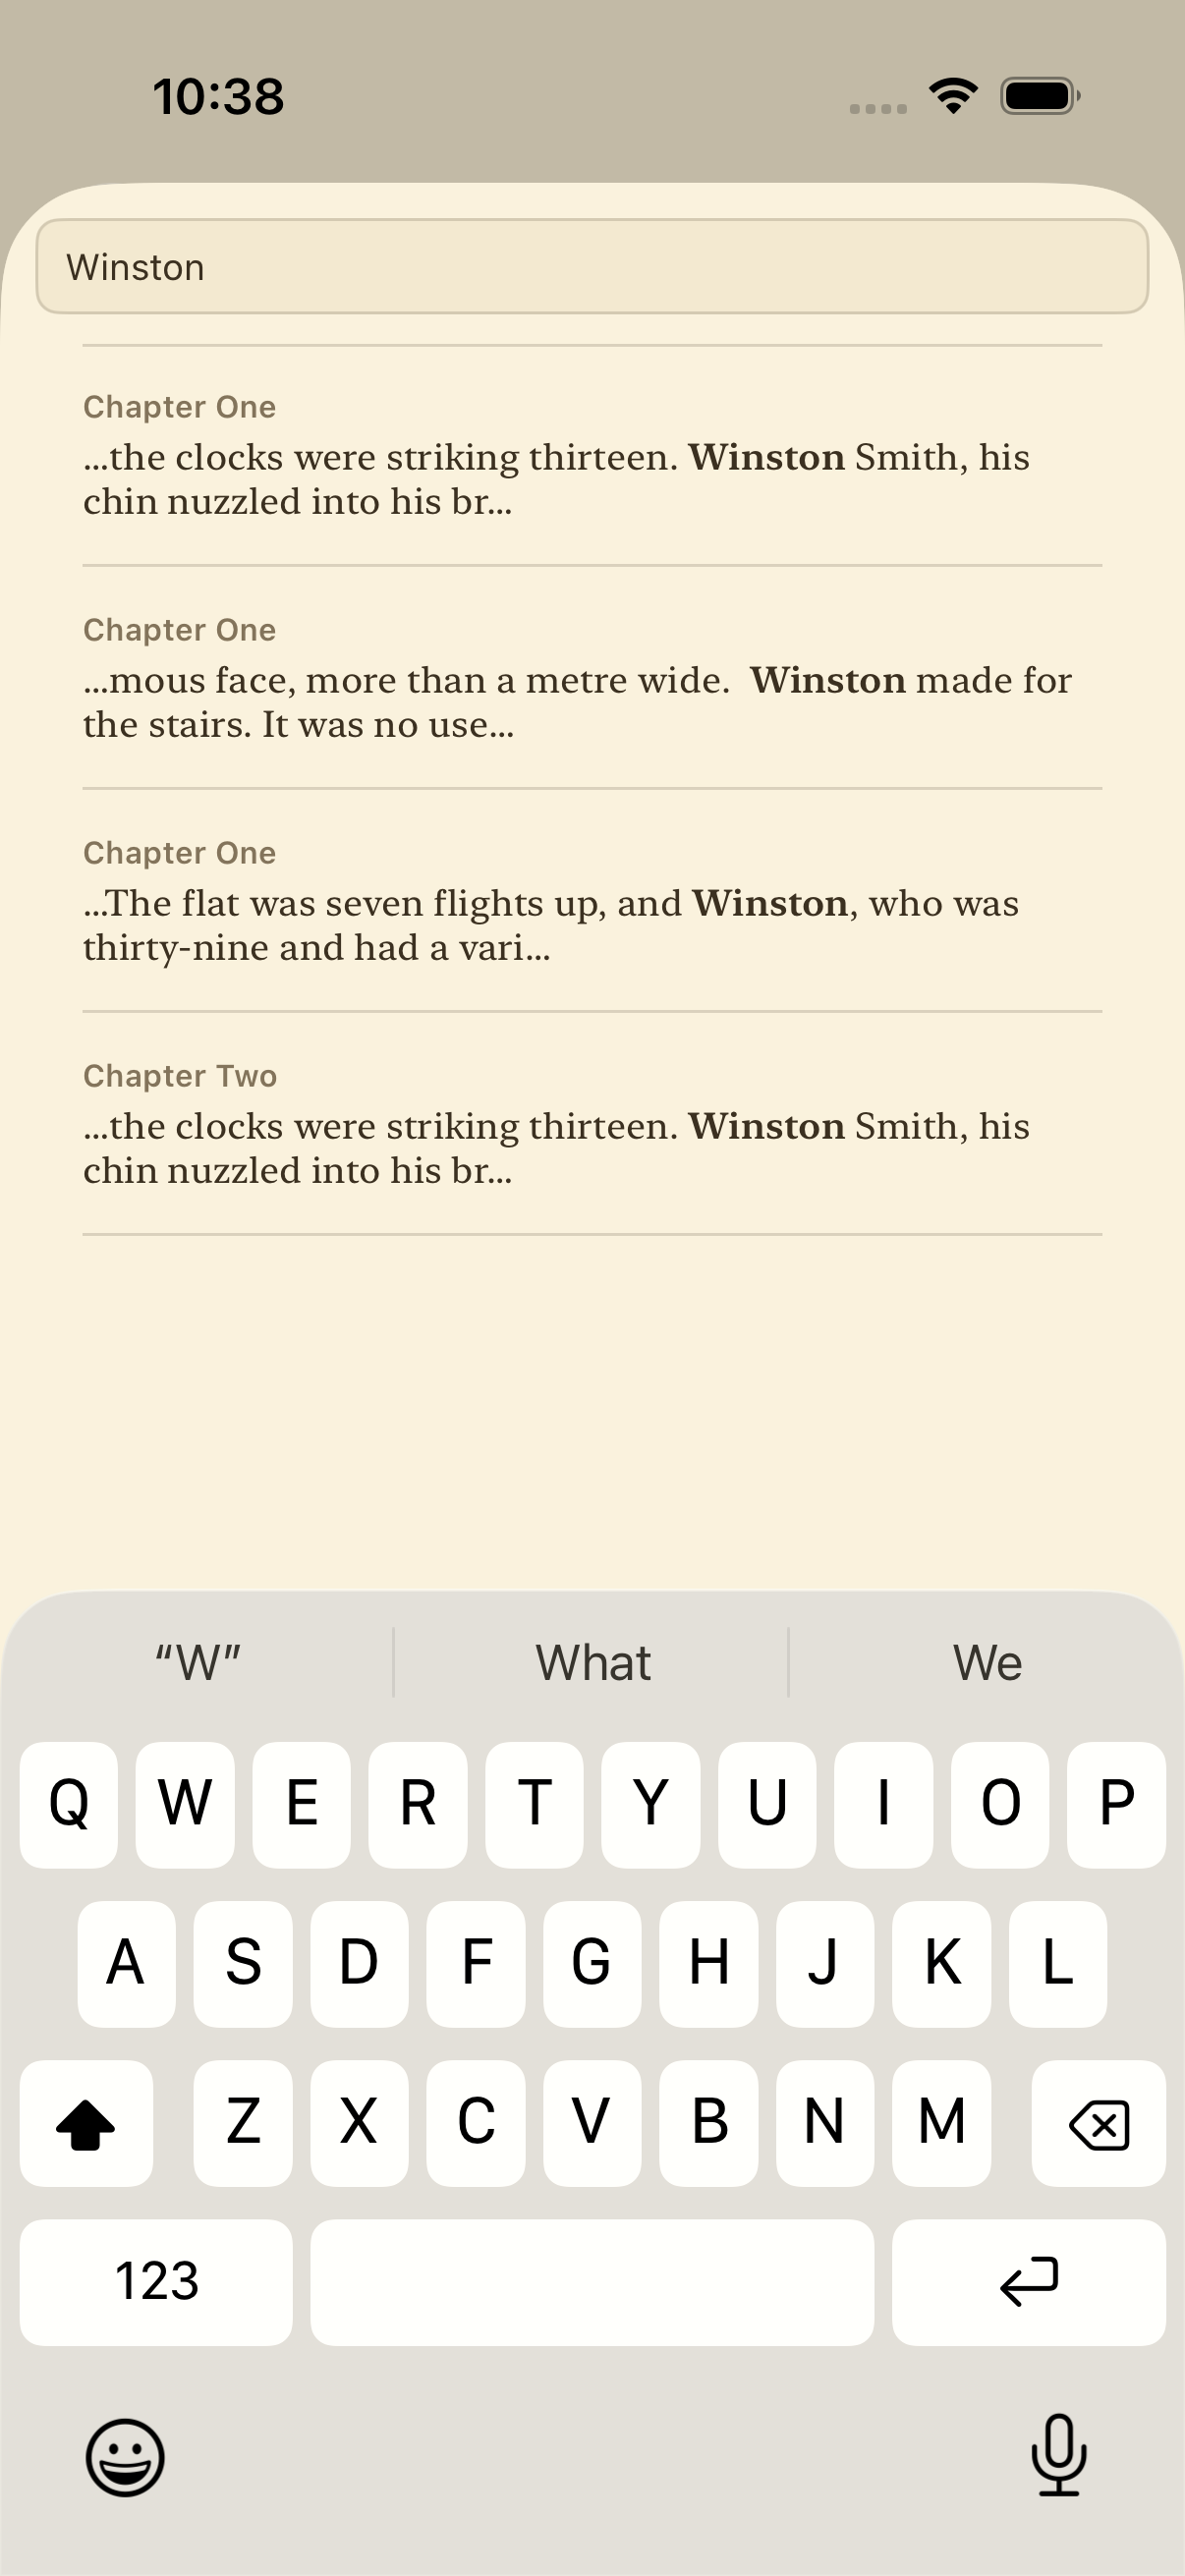 10:38
Winston
Chapter One
...the clocks were striking thirteen. Winston Smith, his
chin nuzzled into his br...
Chapter One
...mous face, more than a metre wide.  Winston made for
the stairs. It was no use...
Chapter One
...The flat was seven flights up, and Winston, who was
thirty-nine and had a vari...
Chapter Two
...the clocks were striking thirteen. Winston Smith, his
chin nuzzled into his br...
“W” What We
Q W E R T Y U I O P
A S D F G H J K L
Z X C V B N M
123